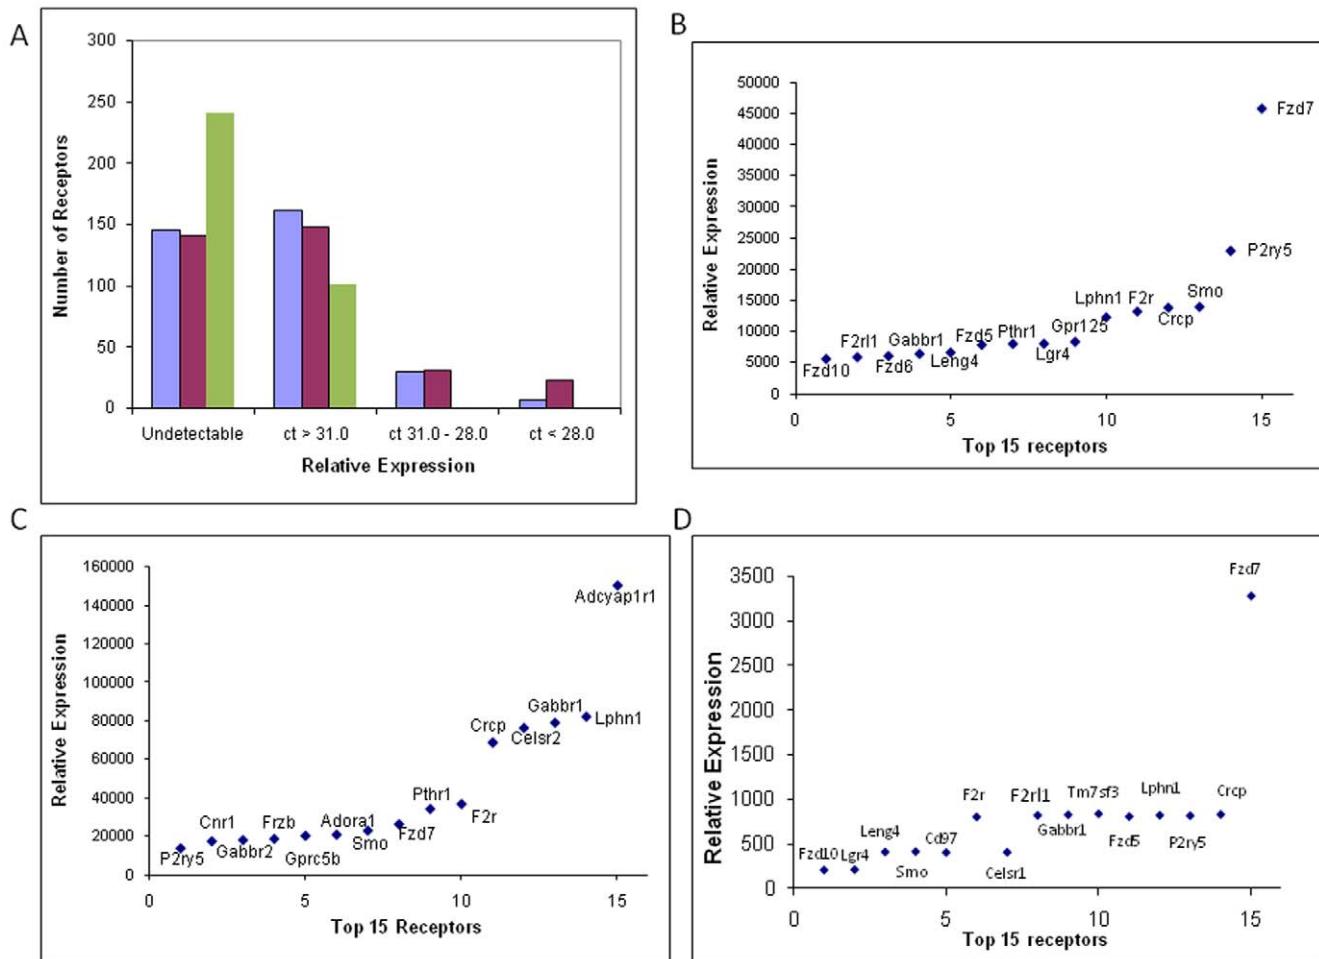 A
300
250
200
150
100
50
0
Number of Receptors
Undetectable ct > 31.0 ct 31.0 - 28.0 ct < 28.0
Relative Expression
B
50000
45000
40000
35000
30000
25000
20000
15000
10000
5000
0
Relative Expression
Fzd7
P2ry5
Smo
Lphn1 F2r
Crcp
Gpr125
Fzd5 Pthr1
Lgr4
F2rl1 Gabbr1
Leng4
Fzd10 Fzd6
0 5 10 15
Top 15 receptors
C
160000
140000
120000
100000
80000
60000
40000
20000
0
Relative Expression
Adcyap1r1
Gabbr1
Lphn1
Crcp
Celsr2
Pthr1
F2r
Cnr1 Frzb Adora1
Fzd7
Smo
P2ry5 Gabbr2 Gprc5b
0 5 10 15
Top 15 Receptors
D
3500
3000
2500
2000
1500
1000
500
0
Relative Expression
Fzd7
F2r F2rl1 Tm7sf3 Lphn1 Crcp
Gabbr1 Fzd5 P2ry5
Leng4 Cd97
Fzd10 Lgr4
Smo Celsr1
0 5 10 15
Top 15 receptors